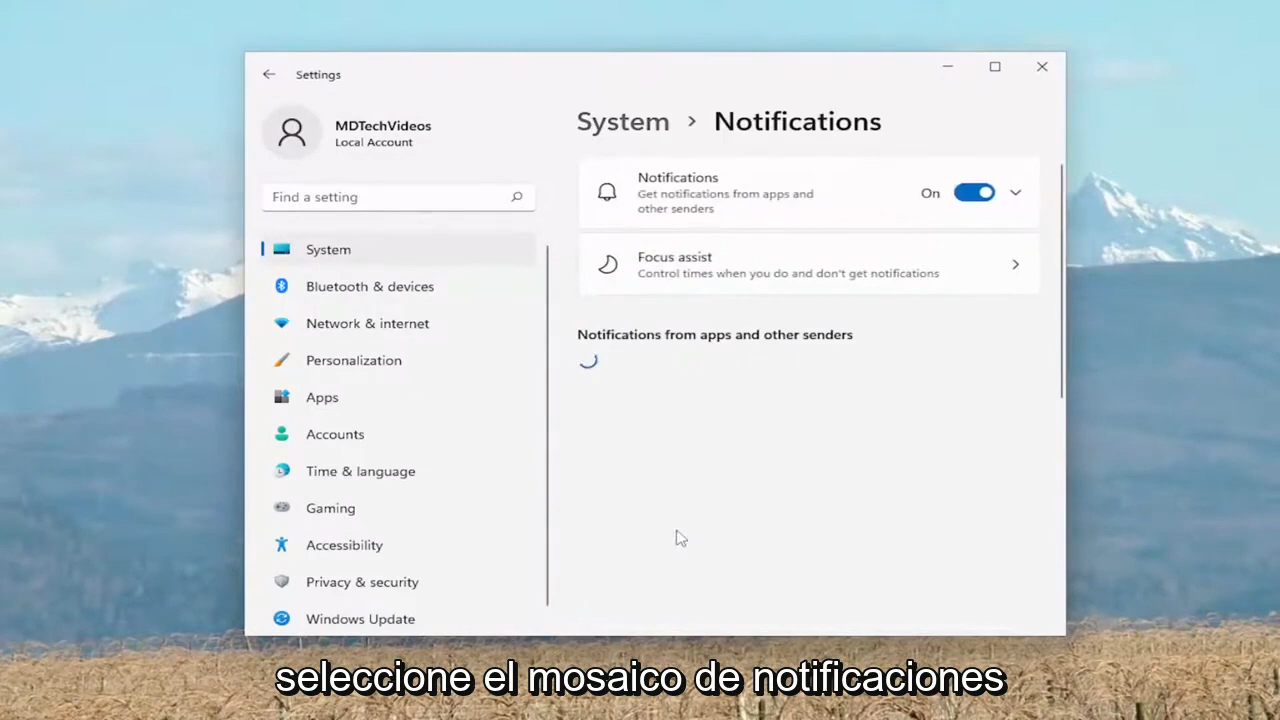 Settings
MDTechVideos
Local Account
Find a setting
System
Bluetooth & devices
Network & internet
Personalization
Apps
Accounts
Time & language
Gaming
Accessibility
Privacy & security
Windows Update
System > Notifications
Notifications
Get notifications from apps and
other senders
On
Focus assist
Control times when you do and don't get notifications
Notifications from apps and other senders
seleccione el mosaico de notificaciones